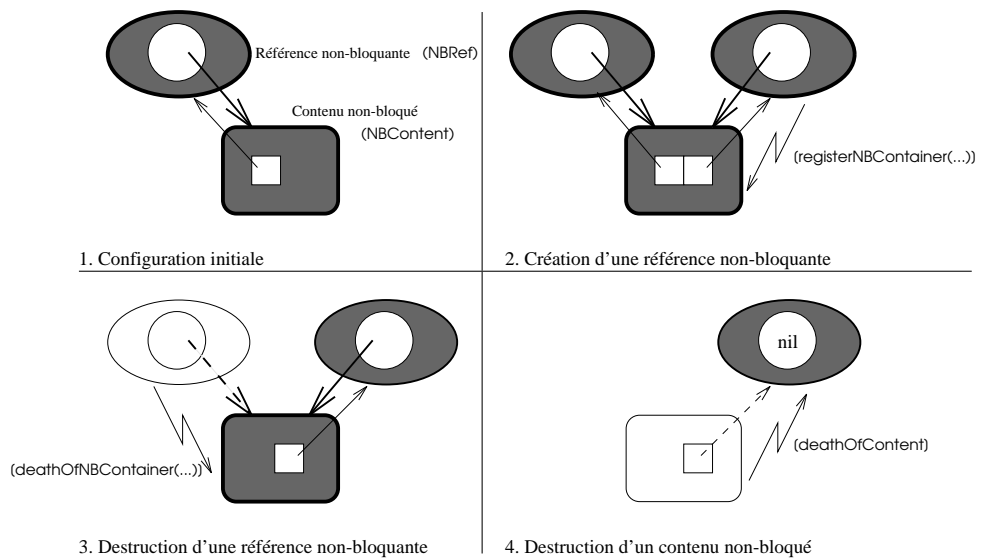 Référence non-bloquante (NBRef)
Contenu non-bloqué
(NBContent)
1. Configuration initiale
(registerNBContainer(...))
2. Création d'une référence non-bloquante
(deathOfNBContainer(...))
3. Destruction d'une référence non-bloquante
nil
(deathOfContent)
4. Destruction d'un contenu non-bloqué